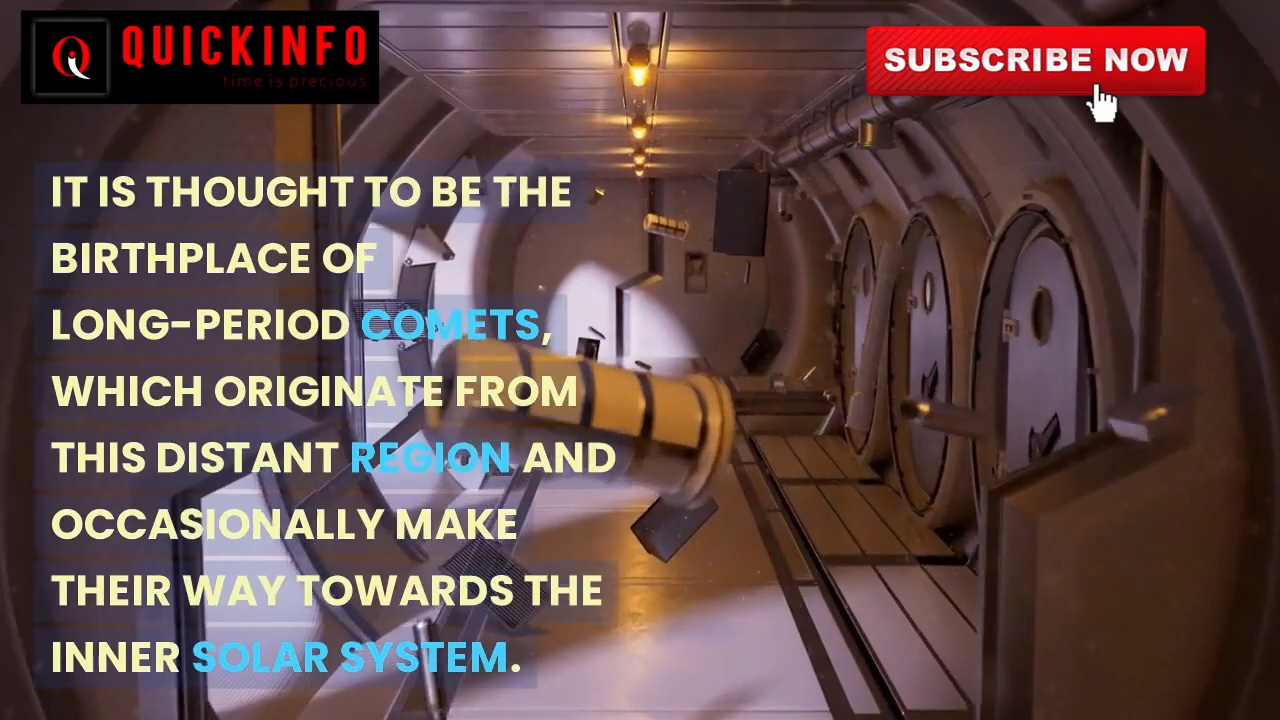 QUICKINFO
time is precious
SUBSCRIBE NOW
IT IS THOUGHT TO BE THE
BIRTHPLACE OF
LONG-PERIOD COMETS,
WHICH ORIGINATE FROM
THIS DISTANT REGION AND
OCCASIONALLY MAKE
THEIR WAY TOWARDS THE
INNER SOLAR SYSTEM.